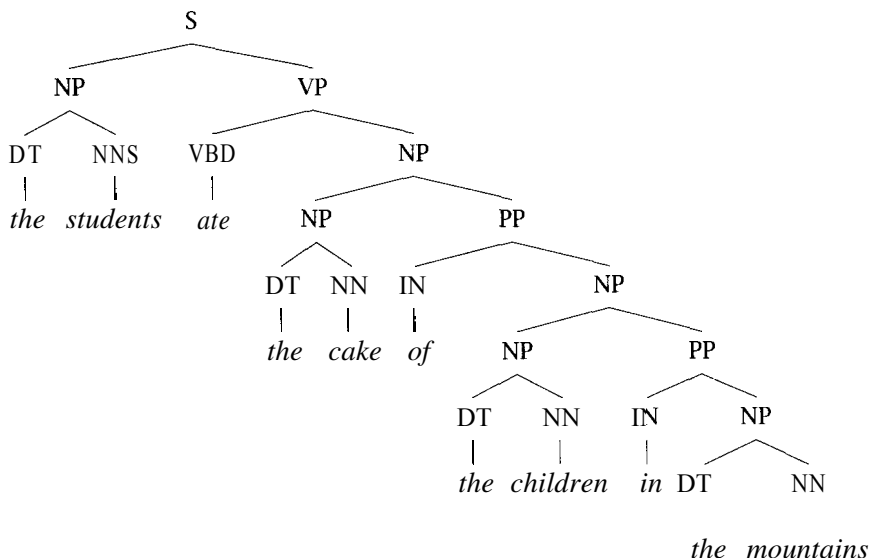 S
NP VP
DT NNS VBD NP
the students ate NP PP
DT NN IN NP
the cake of NP PP
DT NN IN NP
the children in DT NN
the mountains